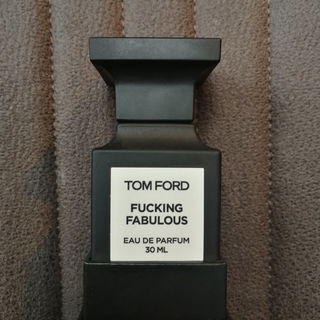 TOM FORD
FUCKING
FABULOUS
EAU DE PARFUM
30 ML